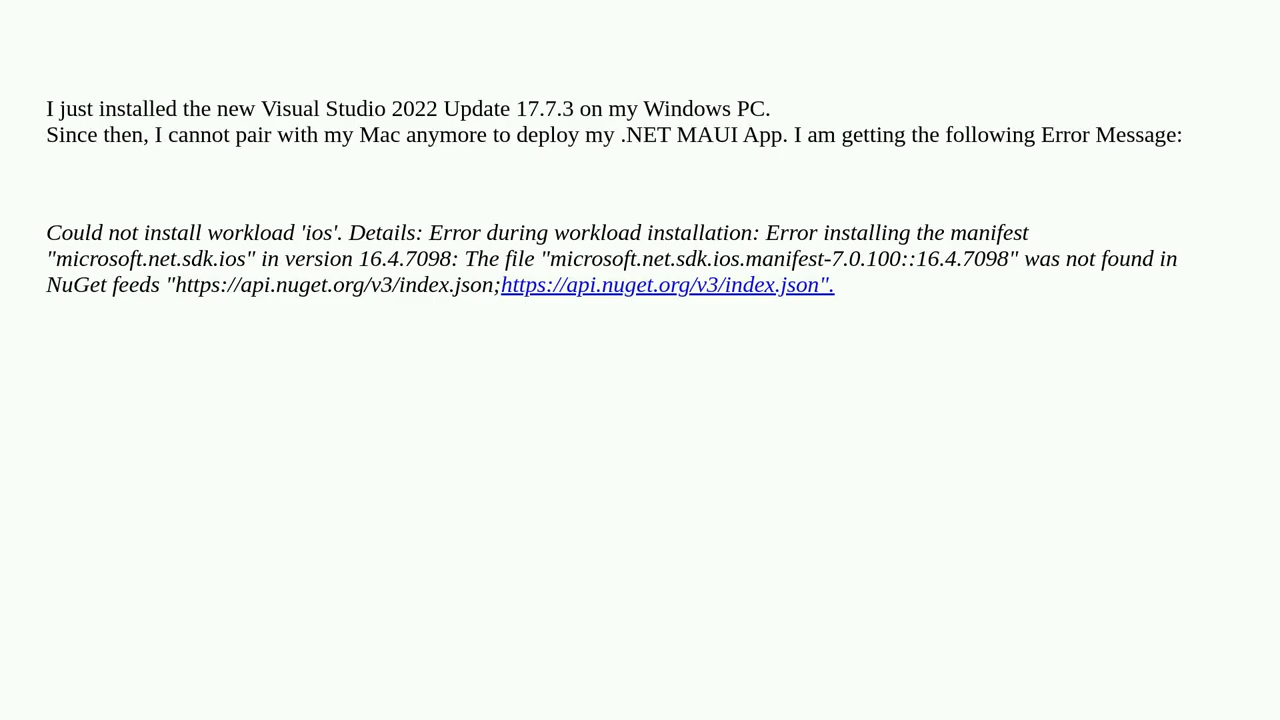 I just installed the new Visual Studio 2022 Update 17.7.3 on my Windows PC.
Since then, I cannot pair with my Mac anymore to deploy my .NET MAUI App. I am getting the following Error Message:
Could not install workload 'ios'. Details: Error during workload installation: Error installing the manifest
"microsoft.net.sdk.ios" in version 16.4.7098: The file "microsoft.net.sdk.ios.manifest-7.0.100::16.4.7098" was not found in
NuGet feeds "https://api.nuget.org/v3/index.json;https://api.nuget.org/v3/index.json".